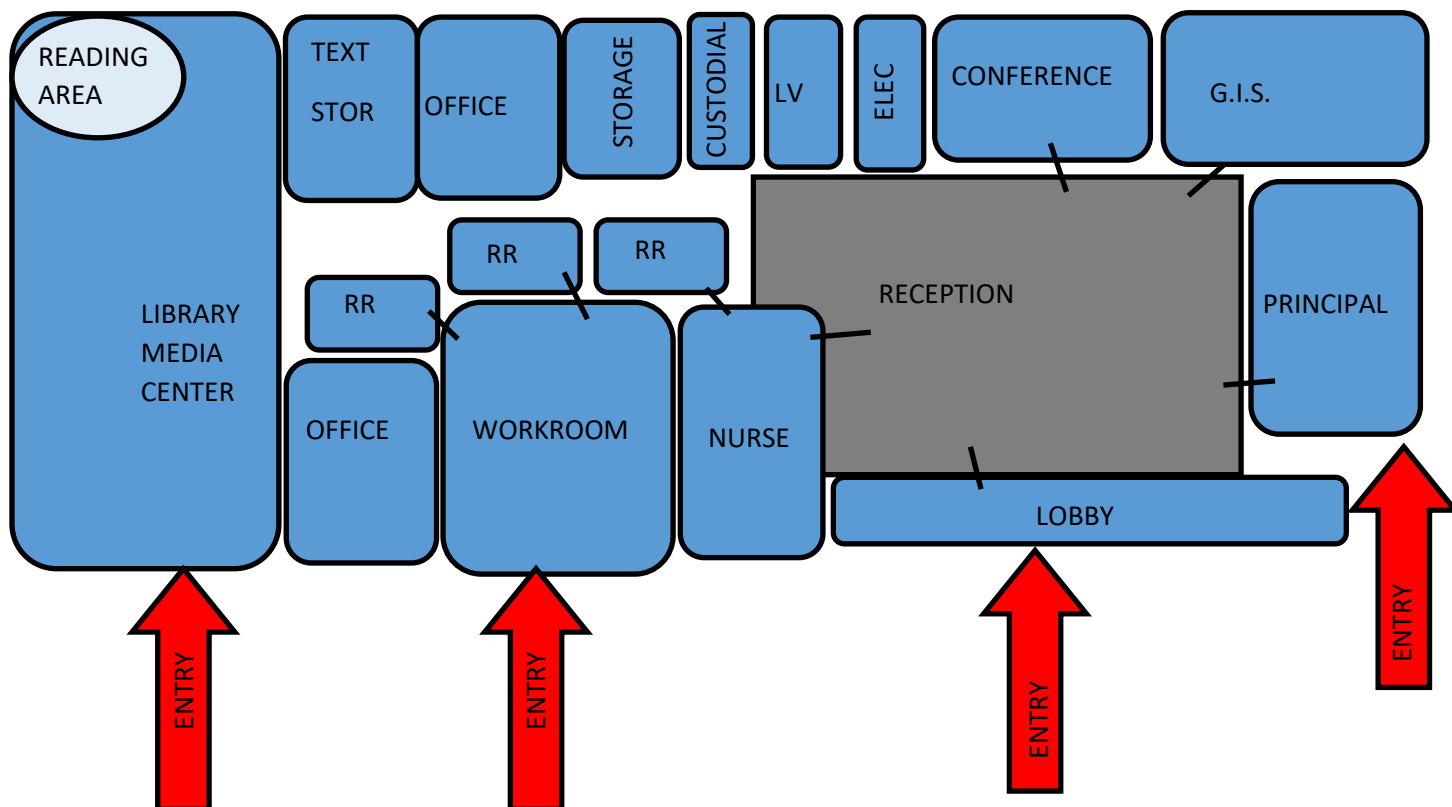 READING
AREA
TEXT
STOR
OFFICE
STORAGE
CUSTODIAL
LV
ELEC
CONFERENCE
G.I.S.
RR
RR
RR
RECEPTION
PRINCIPAL
LIBRARY
MEDIA
CENTER
OFFICE
WORKROOM
NURSE
LOBBY
ENTRY
ENTRY
ENTRY
ENTRY